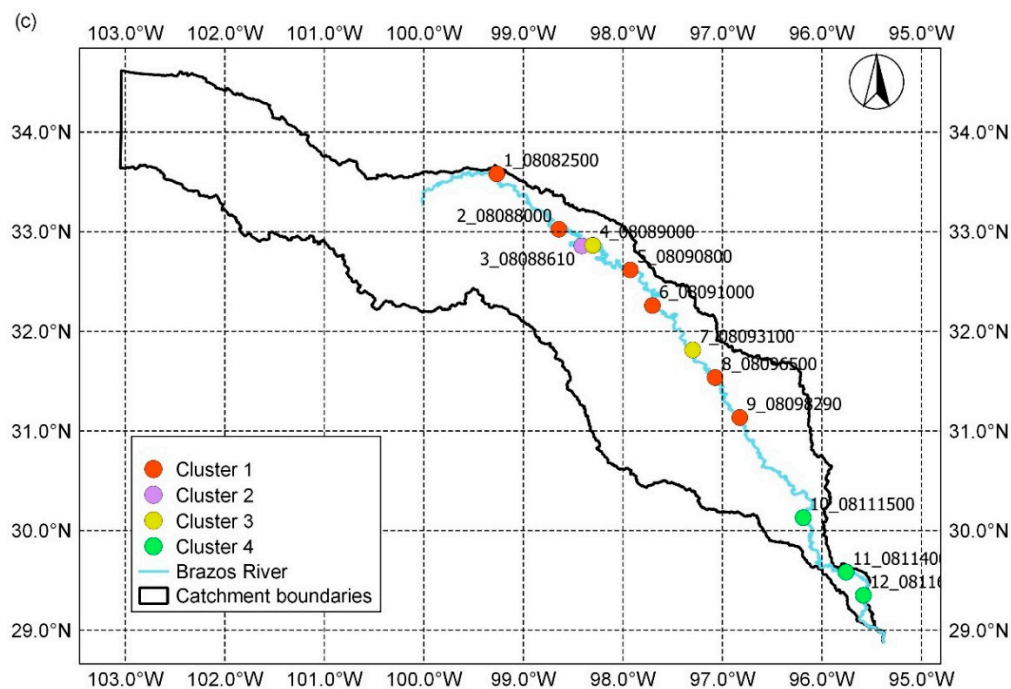 (c)
103.0°W 102.0°W 101.0°W 100.0°W 99.0°W 98.0°W 97.0°W 96.0°W 95.0°W
34.0°N 34.0°N
1_08082500
33.0°N 2_08088000 4_08089000 33.0°N
3_08088610 5_08090800
6_08091000
32.0°N 7_08093100 32.0°N
8_08096500
9_08098290
31.0°N 31.0°N
Cluster 1
Cluster 2
Cluster 3
Cluster 4
Brazos River
Catchment boundaries
10_08111500
30.0°N 30.0°N
11_0811400
12_08116
29.0°N 29.0°N
103.0°W 102.0°W 101.0°W 100.0°W 99.0°W 98.0°W 97.0°W 96.0°W 95.0°W